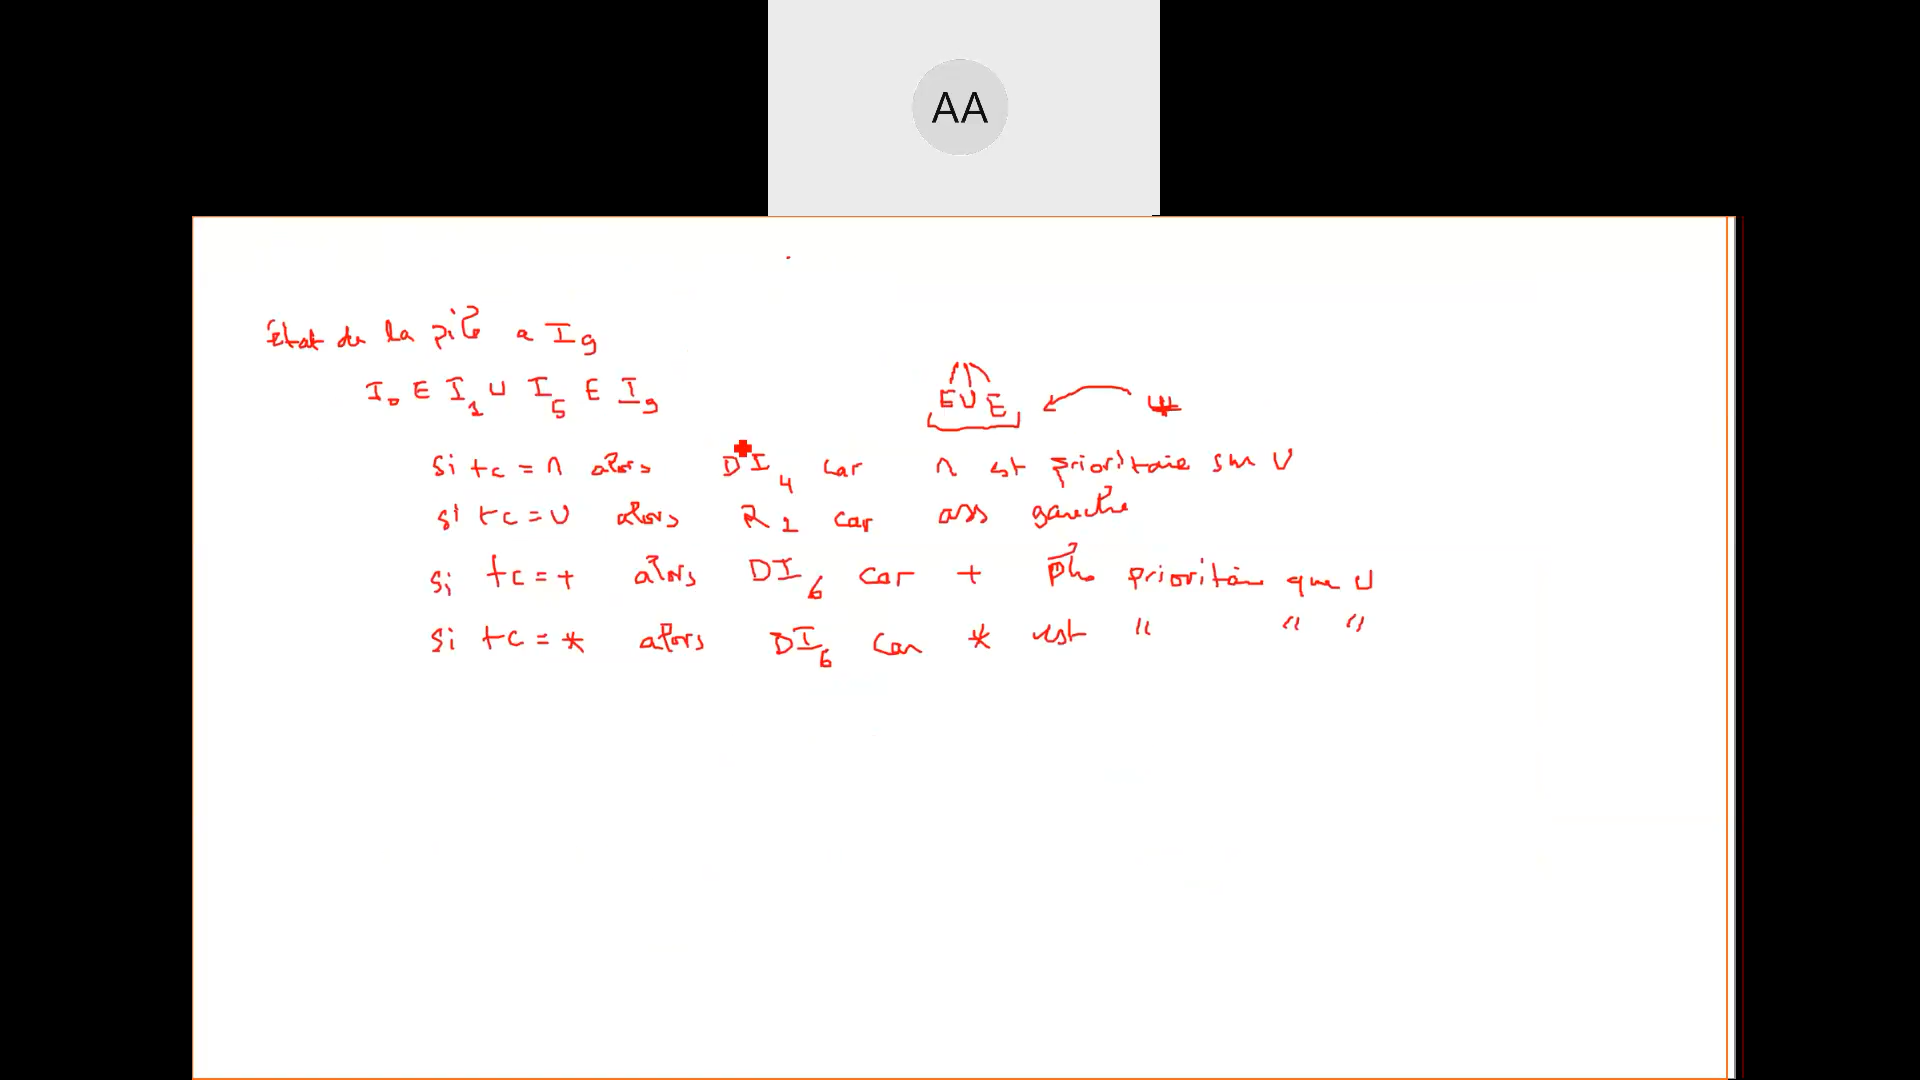 AA
état de la pile a I9
I0 E I1 U I5 E I9
E U E
si tc = ∩ alors DI4 car ∩ est prioritaire sur U
si tc = U alors R1 car ass gauche
si tc = + alors DI6 car + plus prioritaire que U
si tc = * alors DI6 car * est " " "